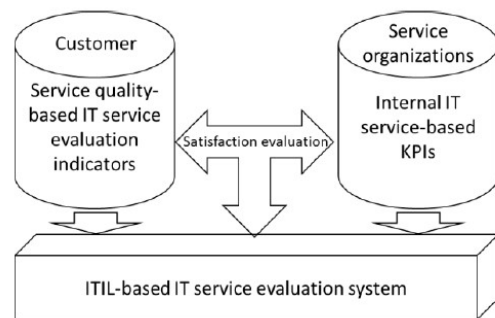 Customer
Service quality-
based IT service
evaluation
indicators
Satisfaction evaluation
Service
organizations
Internal IT
service-based
KPIs
ITIL-based IT service evaluation system